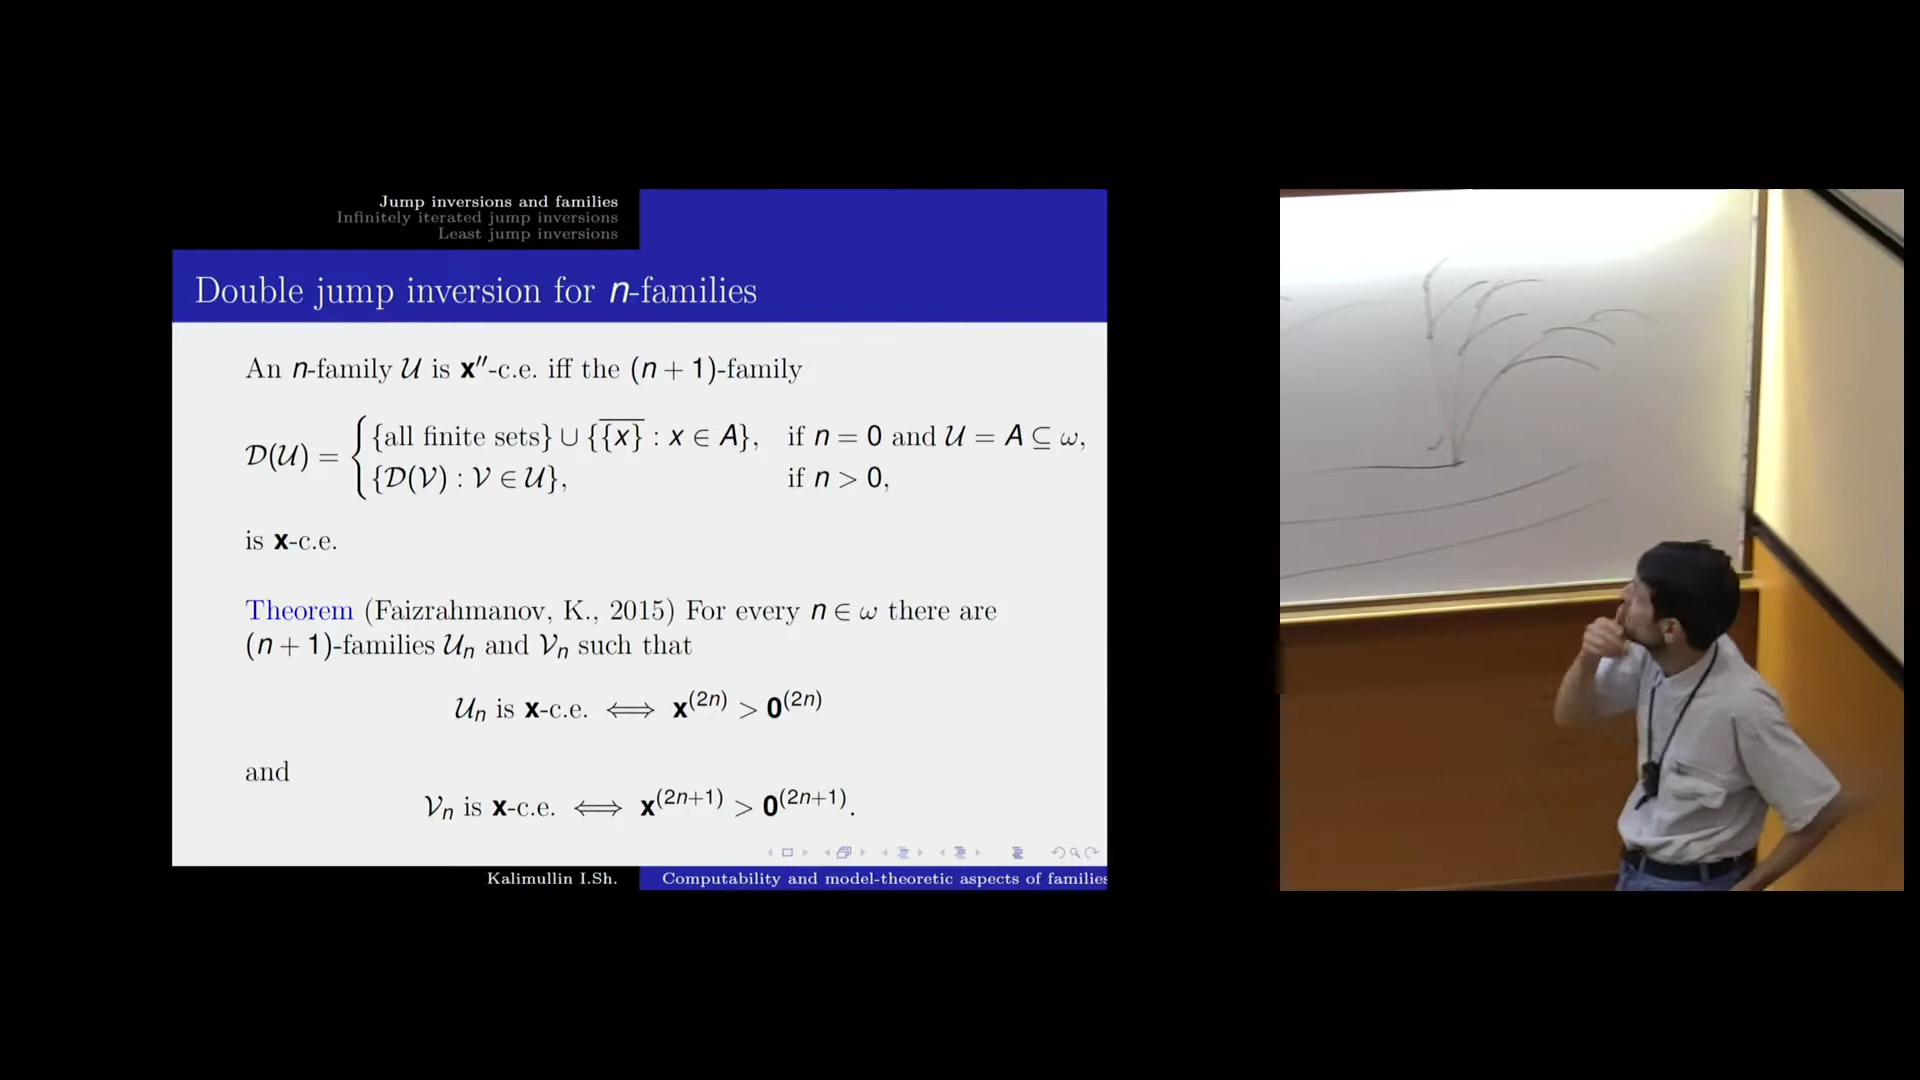 Jump inversions and families
Infinitely iterated jump inversions
Least jump inversions
Double jump inversion for n-families
An n-family 𝒰 is x″-c.e. iff the (n + 1)-family
𝒟(𝒰) = { {all finite sets} ∪ {\overline{{x}} : x ∈ A}, if n = 0 and 𝒰 = A ⊆ ω,
{𝒟(𝒱) : 𝒱 ∈ 𝒰}, if n > 0,
is x-c.e.
Theorem (Faizrahmanov, K., 2015) For every n ∈ ω there are
(n + 1)-families 𝒰ₙ and 𝒱ₙ such that
𝒰ₙ is x-c.e. ⟺ x^(2n) > 0^(2n)
and
𝒱ₙ is x-c.e. ⟺ x^(2n+1) > 0^(2n+1).
Kalimullin I.Sh. Computability and model-theoretic aspects of families